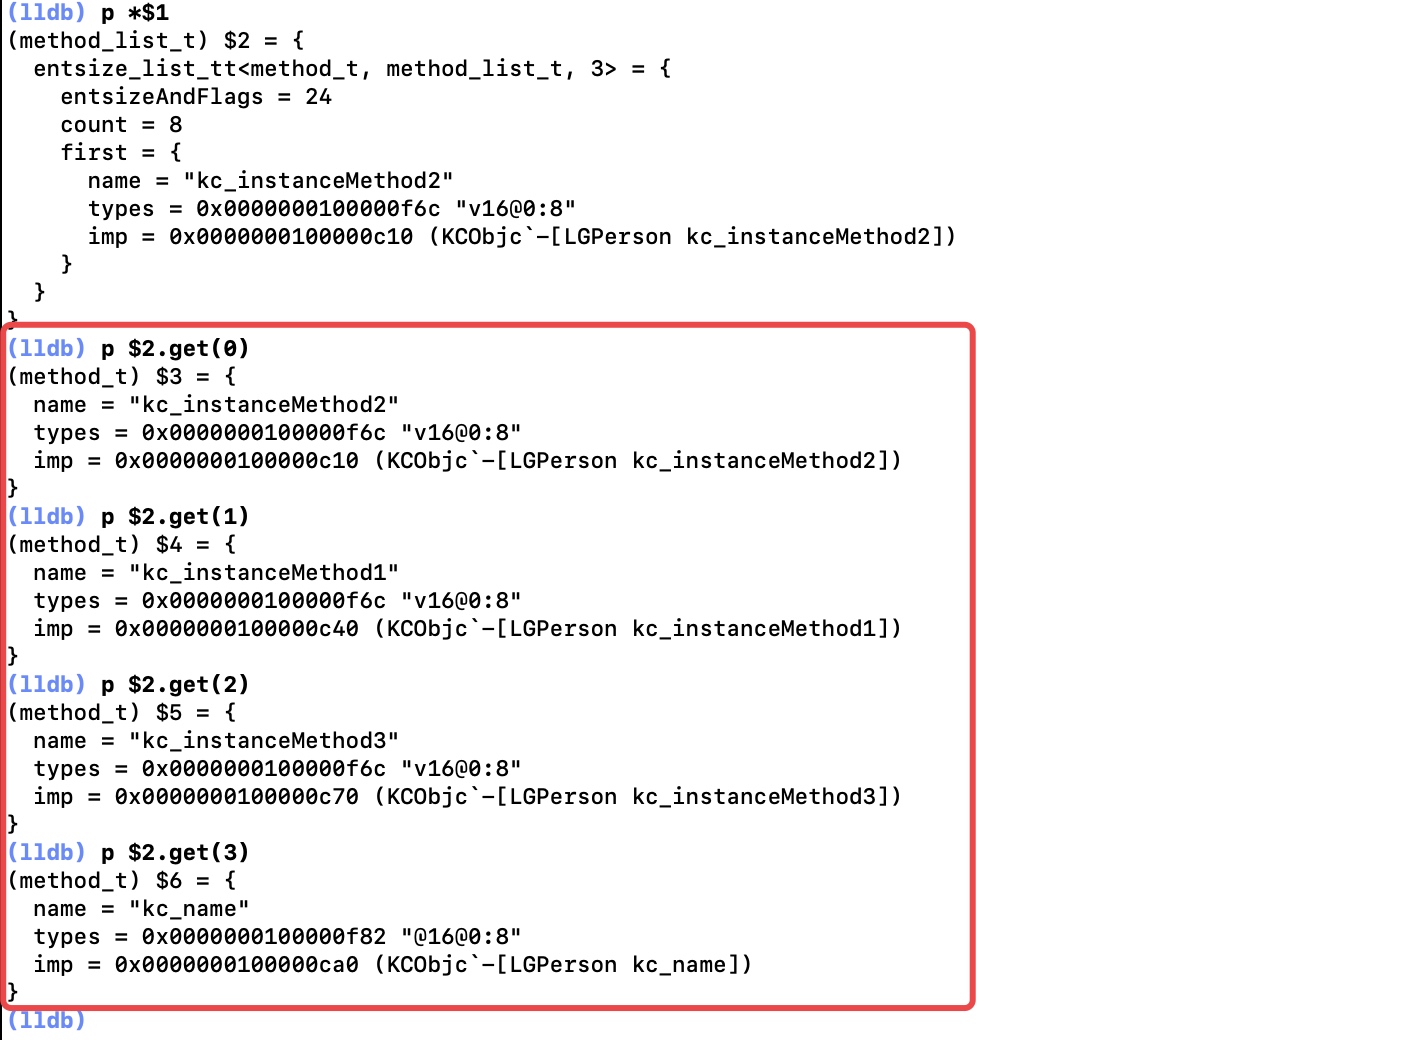 (lldb) p *$1
(method_list_t) $2 = {
  entsize_list_tt<method_t, method_list_t, 3> = {
    entsizeAndFlags = 24
    count = 8
    first = {
      name = "kc_instanceMethod2"
      types = 0x0000000100000f6c "v16@0:8"
      imp = 0x0000000100000c10 (KCObjc`-[LGPerson kc_instanceMethod2])
    }
  }
}
(lldb) p $2.get(0)
(method_t) $3 = {
  name = "kc_instanceMethod2"
  types = 0x0000000100000f6c "v16@0:8"
  imp = 0x0000000100000c10 (KCObjc`-[LGPerson kc_instanceMethod2])
}
(lldb) p $2.get(1)
(method_t) $4 = {
  name = "kc_instanceMethod1"
  types = 0x0000000100000f6c "v16@0:8"
  imp = 0x0000000100000c40 (KCObjc`-[LGPerson kc_instanceMethod1])
}
(lldb) p $2.get(2)
(method_t) $5 = {
  name = "kc_instanceMethod3"
  types = 0x0000000100000f6c "v16@0:8"
  imp = 0x0000000100000c70 (KCObjc`-[LGPerson kc_instanceMethod3])
}
(lldb) p $2.get(3)
(method_t) $6 = {
  name = "kc_name"
  types = 0x0000000100000f82 "@16@0:8"
  imp = 0x0000000100000ca0 (KCObjc`-[LGPerson kc_name])
}
(lldb)